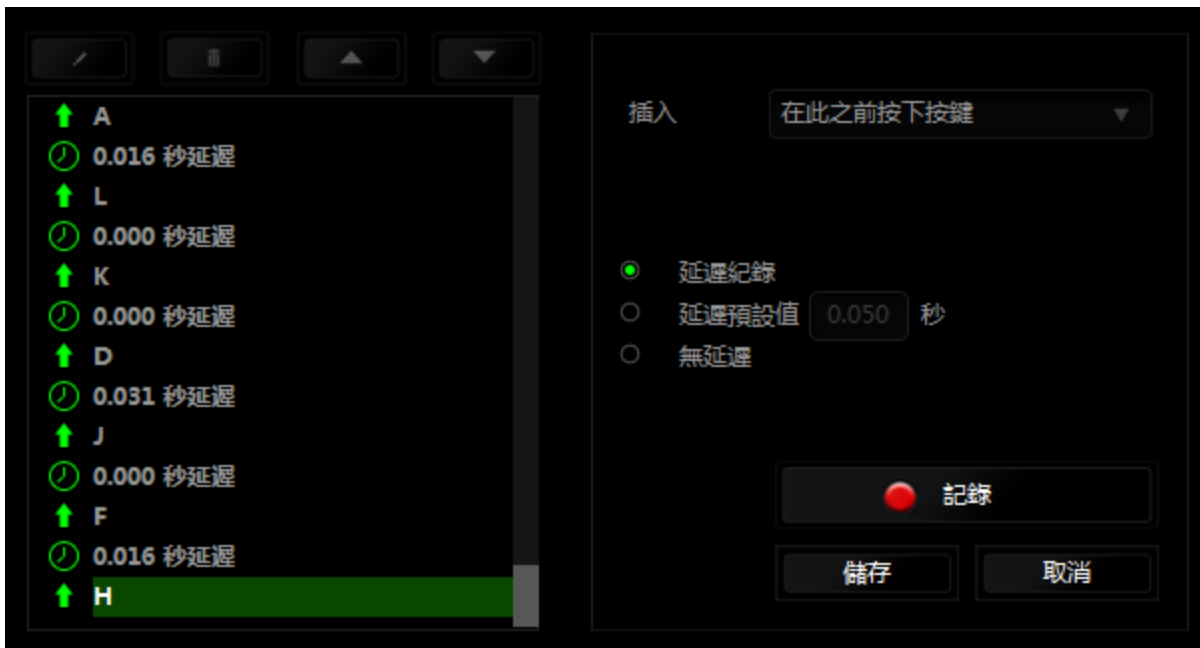 A
0.016 秒延遲
L
0.000 秒延遲
K
0.000 秒延遲
D
0.031 秒延遲
J
0.000 秒延遲
F
0.016 秒延遲
H
插入 在此之前按下按鍵
延遲紀錄
延遲預設值 0.050 秒
無延遲
記錄
儲存 取消